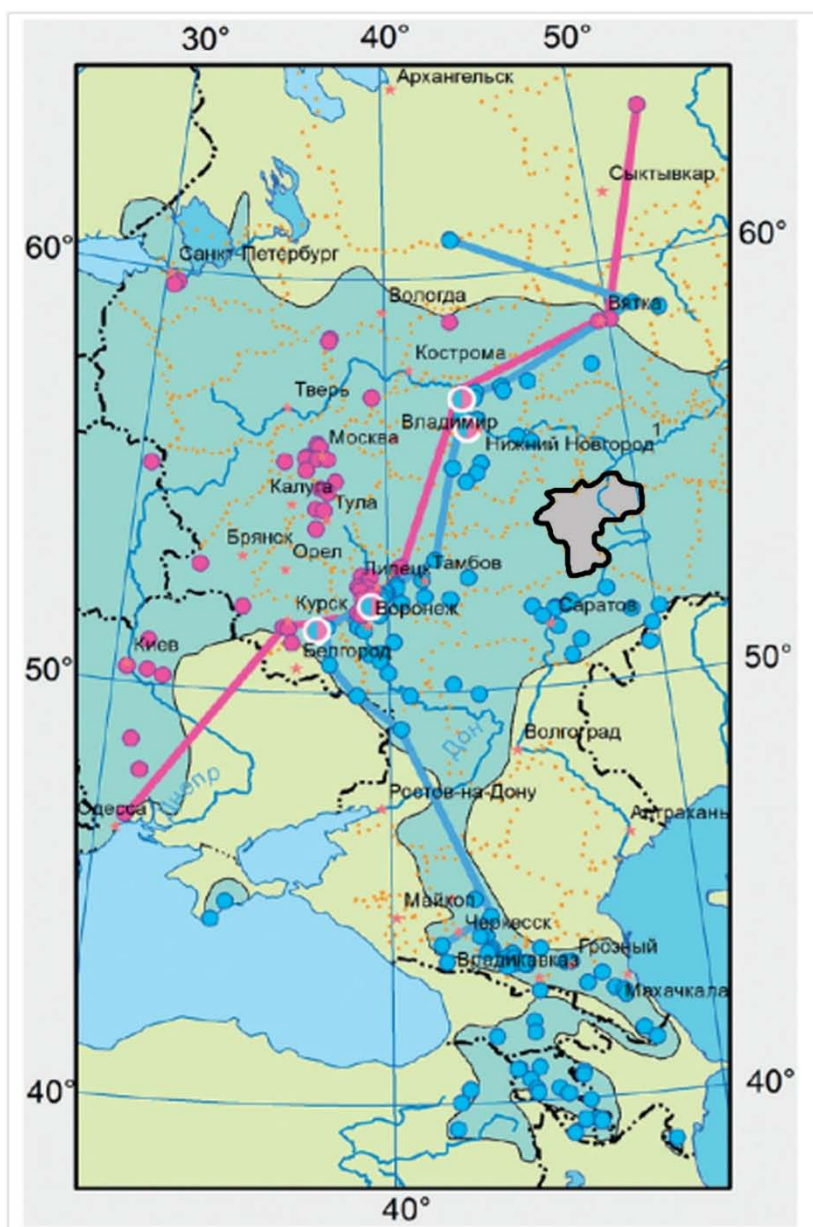 30° 40° 50°
Архангельск
Сыктывкар
60° 60°
Санкт-Петербург
Вологда
Вятка
Кострома
Тверь
Владимир
1
Москва
Нижний Новгород
Калуга
Тула
Брянск
Орел
Липецк
Тамбов
Курск
Воронеж
Саратов
Киев
Белгород
50° 50°
Дон
Волгоград
Днепр
Ростов-на-Дону
Одесса
Астрахань
Майкоп
Черкесск
Грозный
Владикавказ
Махачкала
40° 40°
40°